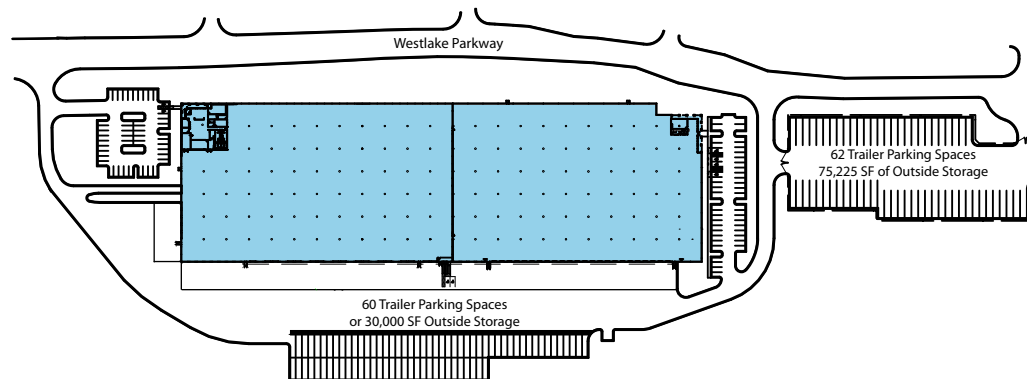 Westlake Parkway
62 Trailer Parking Spaces
75,225 SF of Outside Storage
60 Trailer Parking Spaces
or 30,000 SF Outside Storage